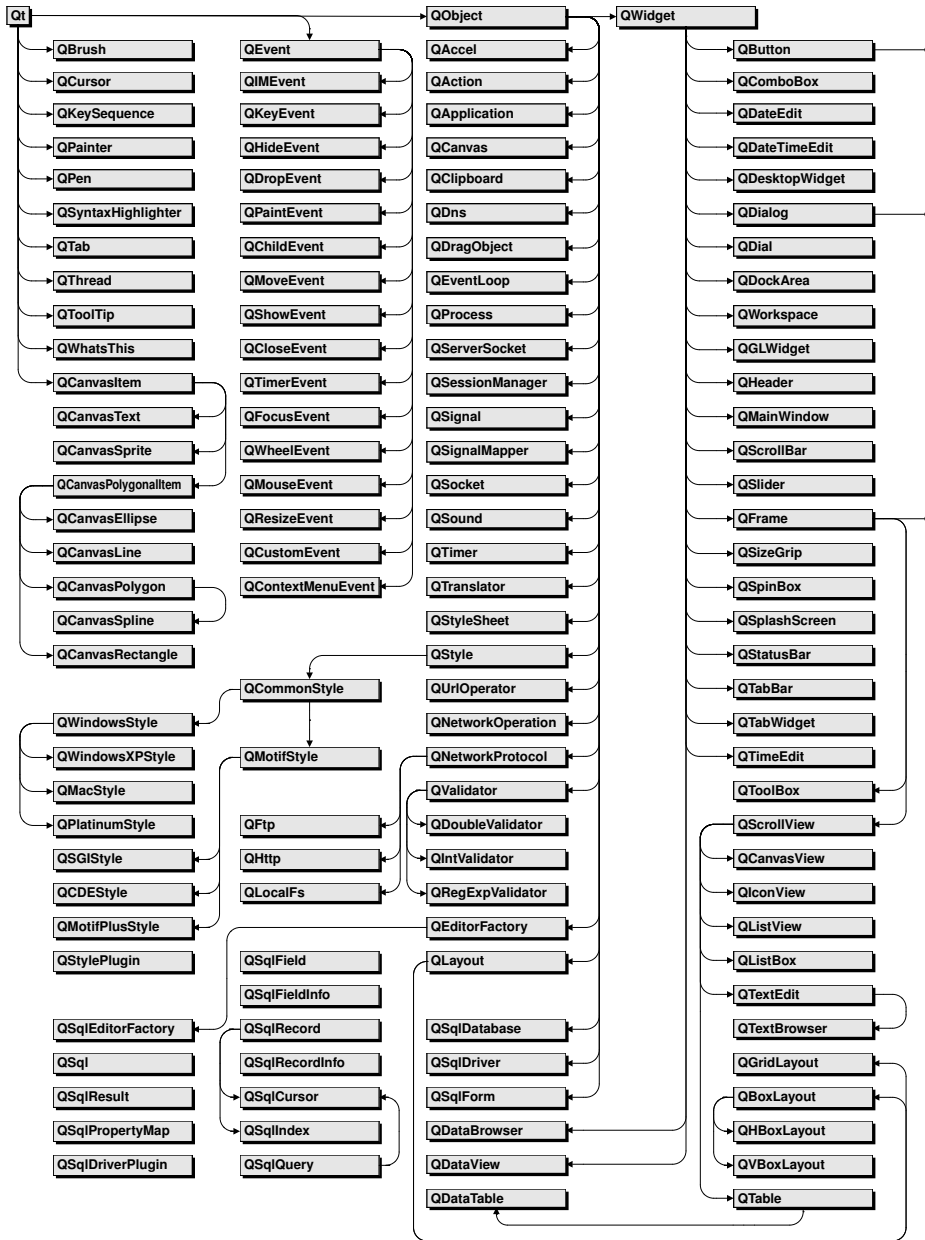 Qt
QObject
QWidget
QBrush
QEvent
QAccel
QButton
QCursor
QIMEvent
QAction
QComboBox
QKeySequence
QKeyEvent
QApplication
QDateEdit
QPainter
QHideEvent
QCanvas
QDateTimeEdit
QPen
QDropEvent
QClipboard
QDesktopWidget
QSyntaxHighlighter
QPaintEvent
QDns
QDialog
QTab
QChildEvent
QDragObject
QDial
QThread
QMoveEvent
QEventLoop
QDockArea
QToolTip
QShowEvent
QProcess
QWorkspace
QWhatsThis
QCloseEvent
QServerSocket
QGLWidget
QCanvasItem
QTimerEvent
QSessionManager
QHeader
QCanvasText
QFocusEvent
QSignal
QMainWindow
QCanvasSprite
QWheelEvent
QSignalMapper
QScrollBar
QCanvasPolygonalItem
QMouseEvent
QSocket
QSlider
QCanvasEllipse
QResizeEvent
QSound
QFrame
QCanvasLine
QCustomEvent
QTimer
QSizeGrip
QCanvasPolygon
QContextMenuEvent
QTranslator
QSpinBox
QCanvasSpline
QStyleSheet
QSplashScreen
QCanvasRectangle
QStyle
QStatusBar
QCommonStyle
QUrlOperator
QTabBar
QWindowsStyle
QNetworkOperation
QTabWidget
QWindowsXPStyle
QMotifStyle
QNetworkProtocol
QTimeEdit
QMacStyle
QValidator
QToolBox
QPlatinumStyle
QFtp
QDoubleValidator
QScrollView
QSGIStyle
QHttp
QIntValidator
QCanvasView
QCDEStyle
QLocalFs
QRegExpValidator
QIconView
QMotifPlusStyle
QEditorFactory
QListView
QStylePlugin
QSqlField
QLayout
QListBox
QSqlFieldInfo
QTextEdit
QSqlEditorFactory
QSqlRecord
QSqlDatabase
QTextBrowser
QSql
QSqlRecordInfo
QSqlDriver
QGridLayout
QSqlResult
QSqlCursor
QSqlForm
QBoxLayout
QSqlPropertyMap
QSqlIndex
QDataBrowser
QHBoxLayout
QSqlDriverPlugin
QSqlQuery
QDataView
QVBoxLayout
QDataTable
QTable